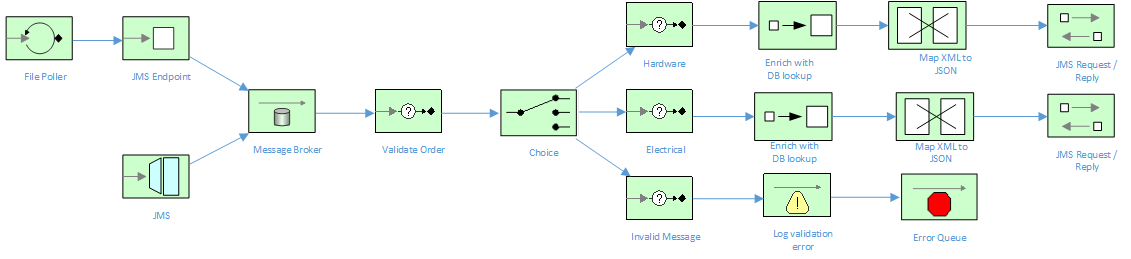 File Poller
JMS Endpoint
JMS
Message Broker
Validate Order
Choice
Hardware
Enrich with
DB lookup
Map XML to
JSON
JMS Request /
Reply
Electrical
Enrich with
DB lookup
Map XML to
JSON
JMS Request /
Reply
Invalid Message
Log validation
error
Error Queue